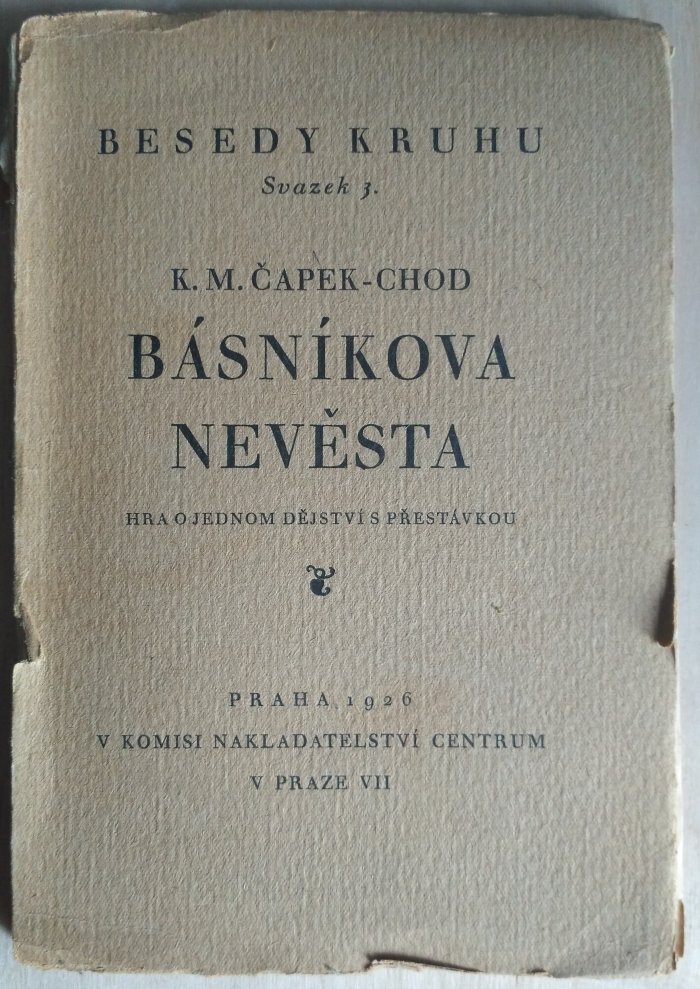 BESEDY KRUHU
Svazek 3.
K. M. ČAPEK-CHOD
BÁSNÍKOVA
NEVĚSTA
HRA O JEDNOM DĚJSTVÍ S PŘESTÁVKOU
PRAHA 1926
V KOMISI NAKLADATELSTVÍ CENTRUM
V PRAZE VII